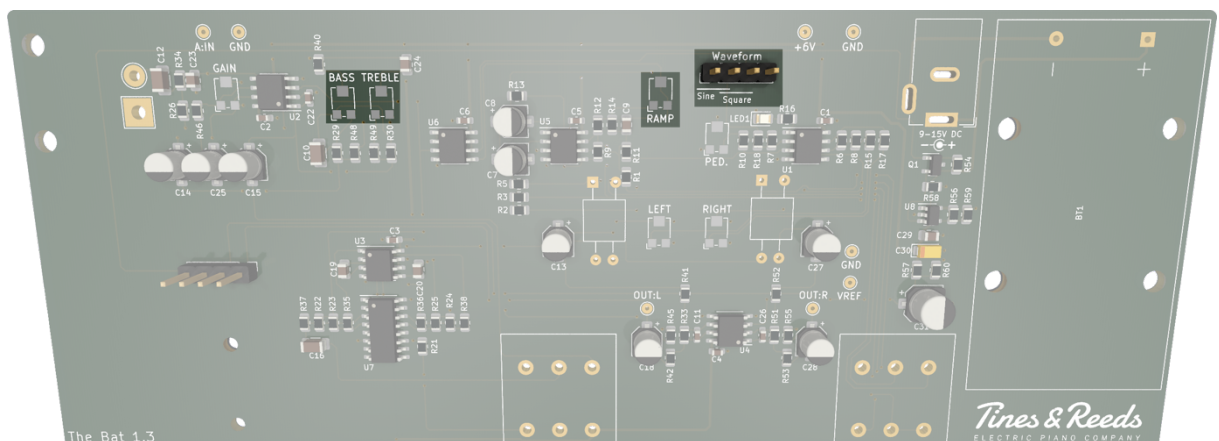 A:IN
GND
R40
+6V
GND
C12
R34
C23
GAIN
C24
Waveform
BASS
TREBLE
Sine
Square
R13
C8
RAMP
R26
R46
U2
C22
C2
R29
R48
R49
R30
C6
U6
C5
U5
R12
R14
C9
LED1
R16
C1
9-15V DC
- +
PED.
R10
R18
R7
U1
R6
R8
R15
R17
C10
R9
R11
R1
C7
Q1
R54
C14
C25
C15
R5
R3
R2
R58
R56
R59
U8
LEFT
RIGHT
BT1
C29
C30
U3
C3
C13
C27
GND
R57
R60
C19
C20
R41
R52
VREF
OUT:L
OUT:R
R37
R22
R23
R35
R36
R25
R24
R38
R45
R33
C11
C26
R51
R55
C16
R21
U7
C18
R42
C4
U4
R53
C28
Tines & Reeds
ELECTRIC PIANO COMPANY
The Bat 1.3